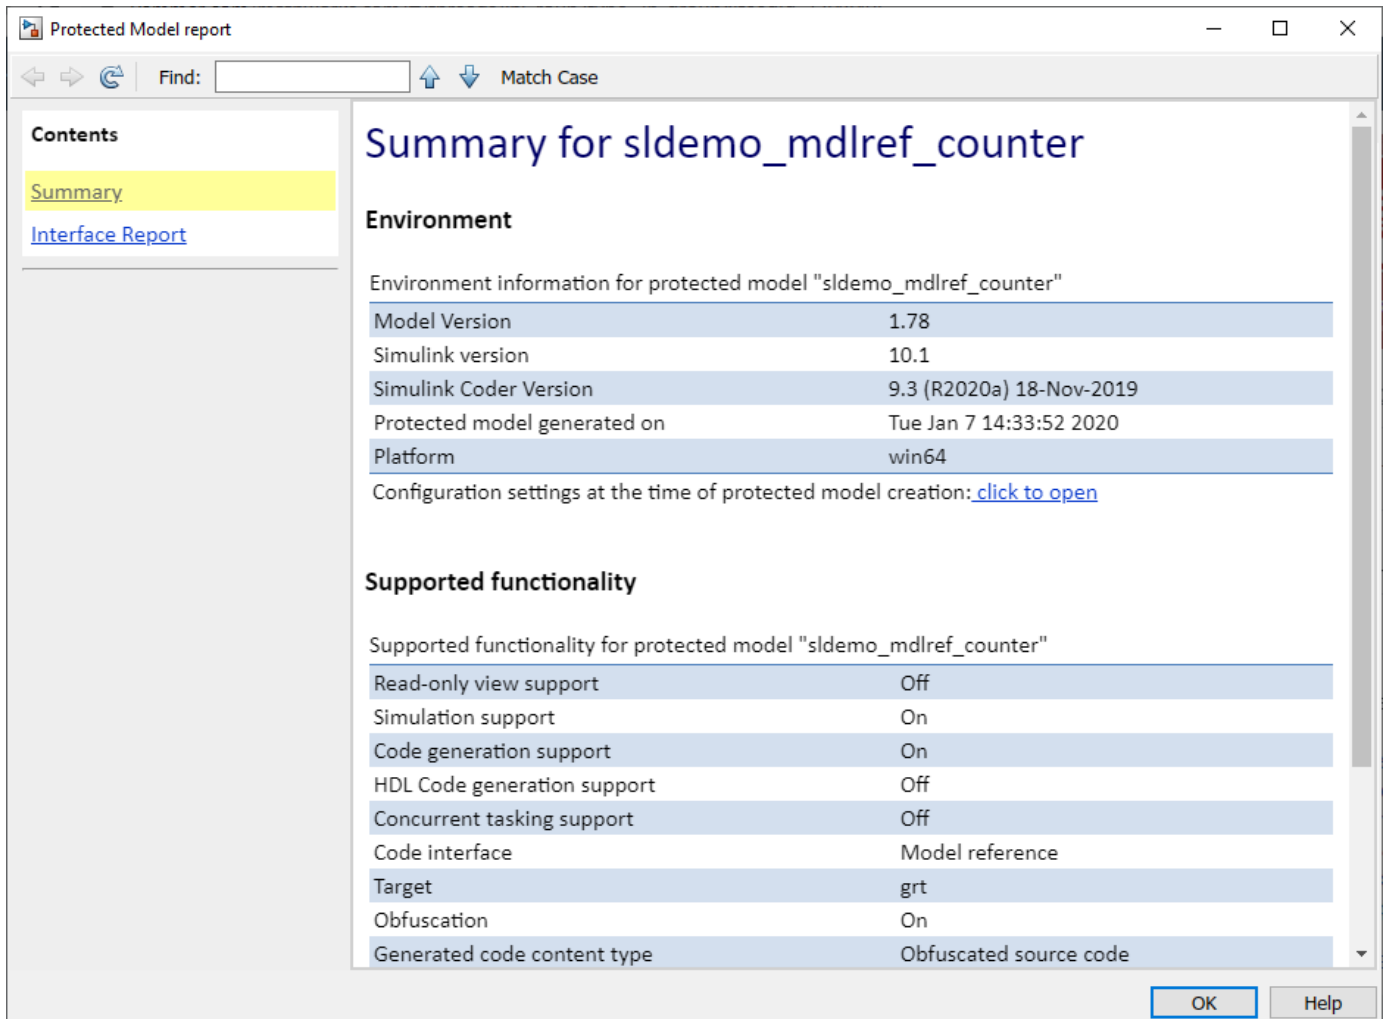 Protected Model report
Find: Match Case
Contents
Summary
Interface Report
Summary for sldemo_mdlref_counter
Environment
Environment information for protected model "sldemo_mdlref_counter"
Model Version 1.78
Simulink version 10.1
Simulink Coder Version 9.3 (R2020a) 18-Nov-2019
Protected model generated on Tue Jan 7 14:33:52 2020
Platform win64
Configuration settings at the time of protected model creation: click to open
Supported functionality
Supported functionality for protected model "sldemo_mdlref_counter"
Read-only view support Off
Simulation support On
Code generation support On
HDL Code generation support Off
Concurrent tasking support Off
Code interface Model reference
Target grt
Obfuscation On
Generated code content type Obfuscated source code
OK Help